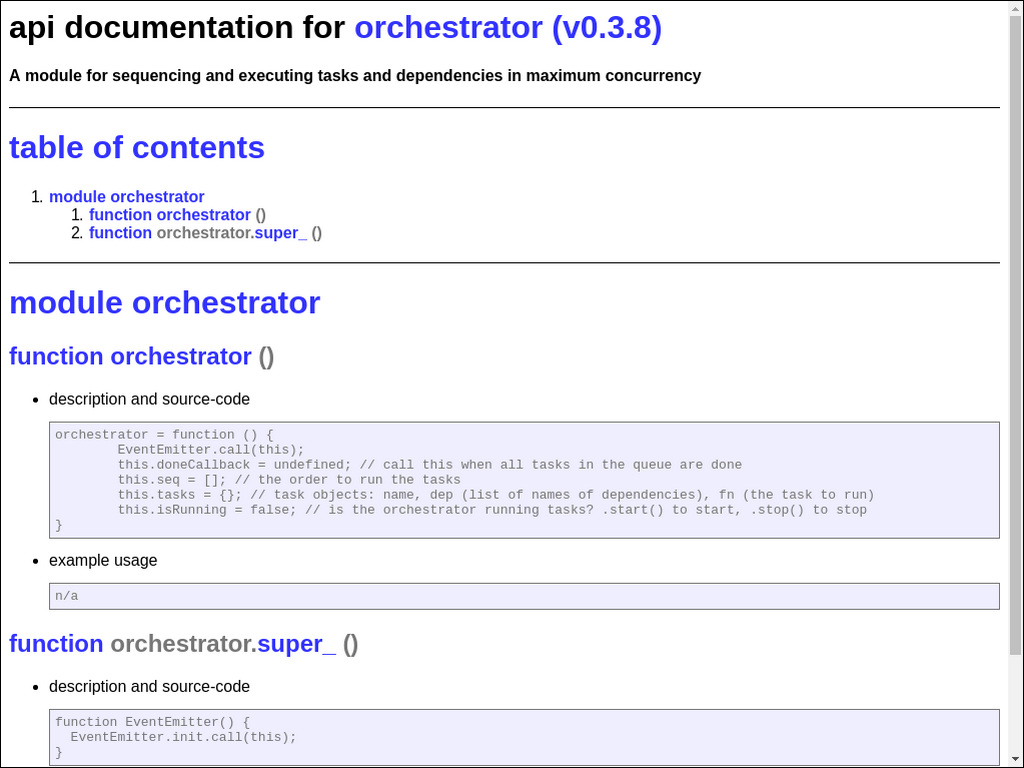 api documentation for orchestrator (v0.3.8)
A module for sequencing and executing tasks and dependencies in maximum concurrency
table of contents
1. module orchestrator
1. function orchestrator ()
2. function orchestrator.super_ ()
module orchestrator
function orchestrator ()
• description and source-code
orchestrator = function () {
        EventEmitter.call(this);
        this.doneCallback = undefined; // call this when all tasks in the queue are done
        this.seq = []; // the order to run the tasks
        this.tasks = {}; // task objects: name, dep (list of names of dependencies), fn (the task to run)
        this.isRunning = false; // is the orchestrator running tasks? .start() to start, .stop() to stop
}
• example usage
n/a
function orchestrator.super_ ()
• description and source-code
function EventEmitter() {
  EventEmitter.init.call(this);
}